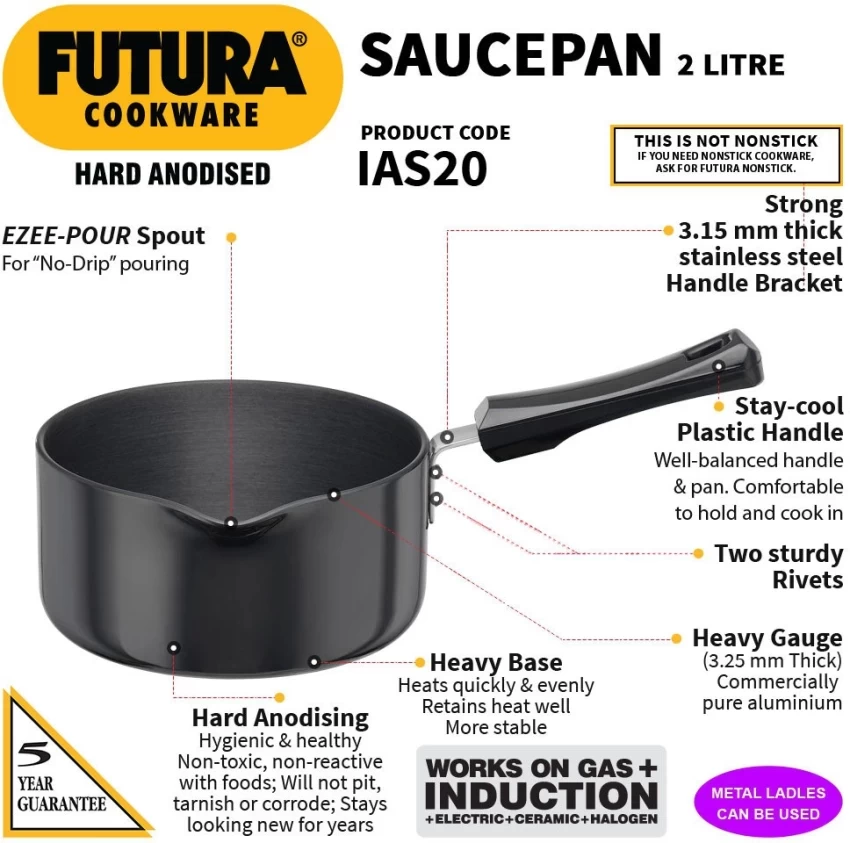 FUTURA®
COOKWARE
HARD ANODISED
SAUCEPAN 2 LITRE
PRODUCT CODE
IAS20
THIS IS NOT NONSTICK
IF YOU NEED NONSTICK COOKWARE,
ASK FOR FUTURA NONSTICK.
EZEE-POUR Spout
For “No-Drip” pouring
Strong
3.15 mm thick
stainless steel
Handle Bracket
Stay-cool
Plastic Handle
Well-balanced handle
& pan. Comfortable
to hold and cook in
Two sturdy
Rivets
Heavy Gauge
(3.25 mm Thick)
Commercially
pure aluminium
Heavy Base
Heats quickly & evenly
Retains heat well
More stable
Hard Anodising
Hygienic & healthy
Non-toxic, non-reactive
with foods; Will not pit,
tarnish or corrode; Stays
looking new for years
5
YEAR
GUARANTEE
WORKS ON GAS+
INDUCTION
+ELECTRIC+CERAMIC+HALOGEN
METAL LADLES
CAN BE USED